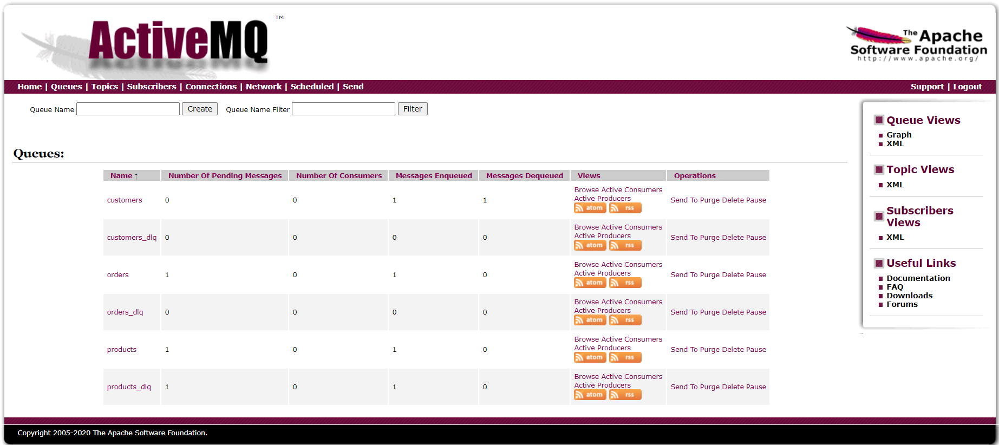 ActiveMQ ™
The Apache
Software Foundation
http://www.apache.org/
Home | Queues | Topics | Subscribers | Connections | Network | Scheduled | Send
Support | Logout
Queue Name Create Queue Name Filter Filter
Queues:
Name ↑ Number Of Pending Messages Number Of Consumers Messages Enqueued Messages Dequeued Views Operations
customers 0 0 1 1
Browse Active Consumers
Active Producers
atom rss
Send To Purge Delete Pause
customers_dlq 0 0 0 0
Browse Active Consumers
Active Producers
atom rss
Send To Purge Delete Pause
orders 1 0 1 0
Browse Active Consumers
Active Producers
atom rss
Send To Purge Delete Pause
orders_dlq 0 0 0 0
Browse Active Consumers
Active Producers
atom rss
Send To Purge Delete Pause
products 1 0 1 0
Browse Active Consumers
Active Producers
atom rss
Send To Purge Delete Pause
products_dlq 1 0 1 0
Browse Active Consumers
Active Producers
atom rss
Send To Purge Delete Pause
Queue Views
Graph
XML
Topic Views
XML
Subscribers
Views
XML
Useful Links
Documentation
FAQ
Downloads
Forums
Copyright 2005-2020 The Apache Software Foundation.